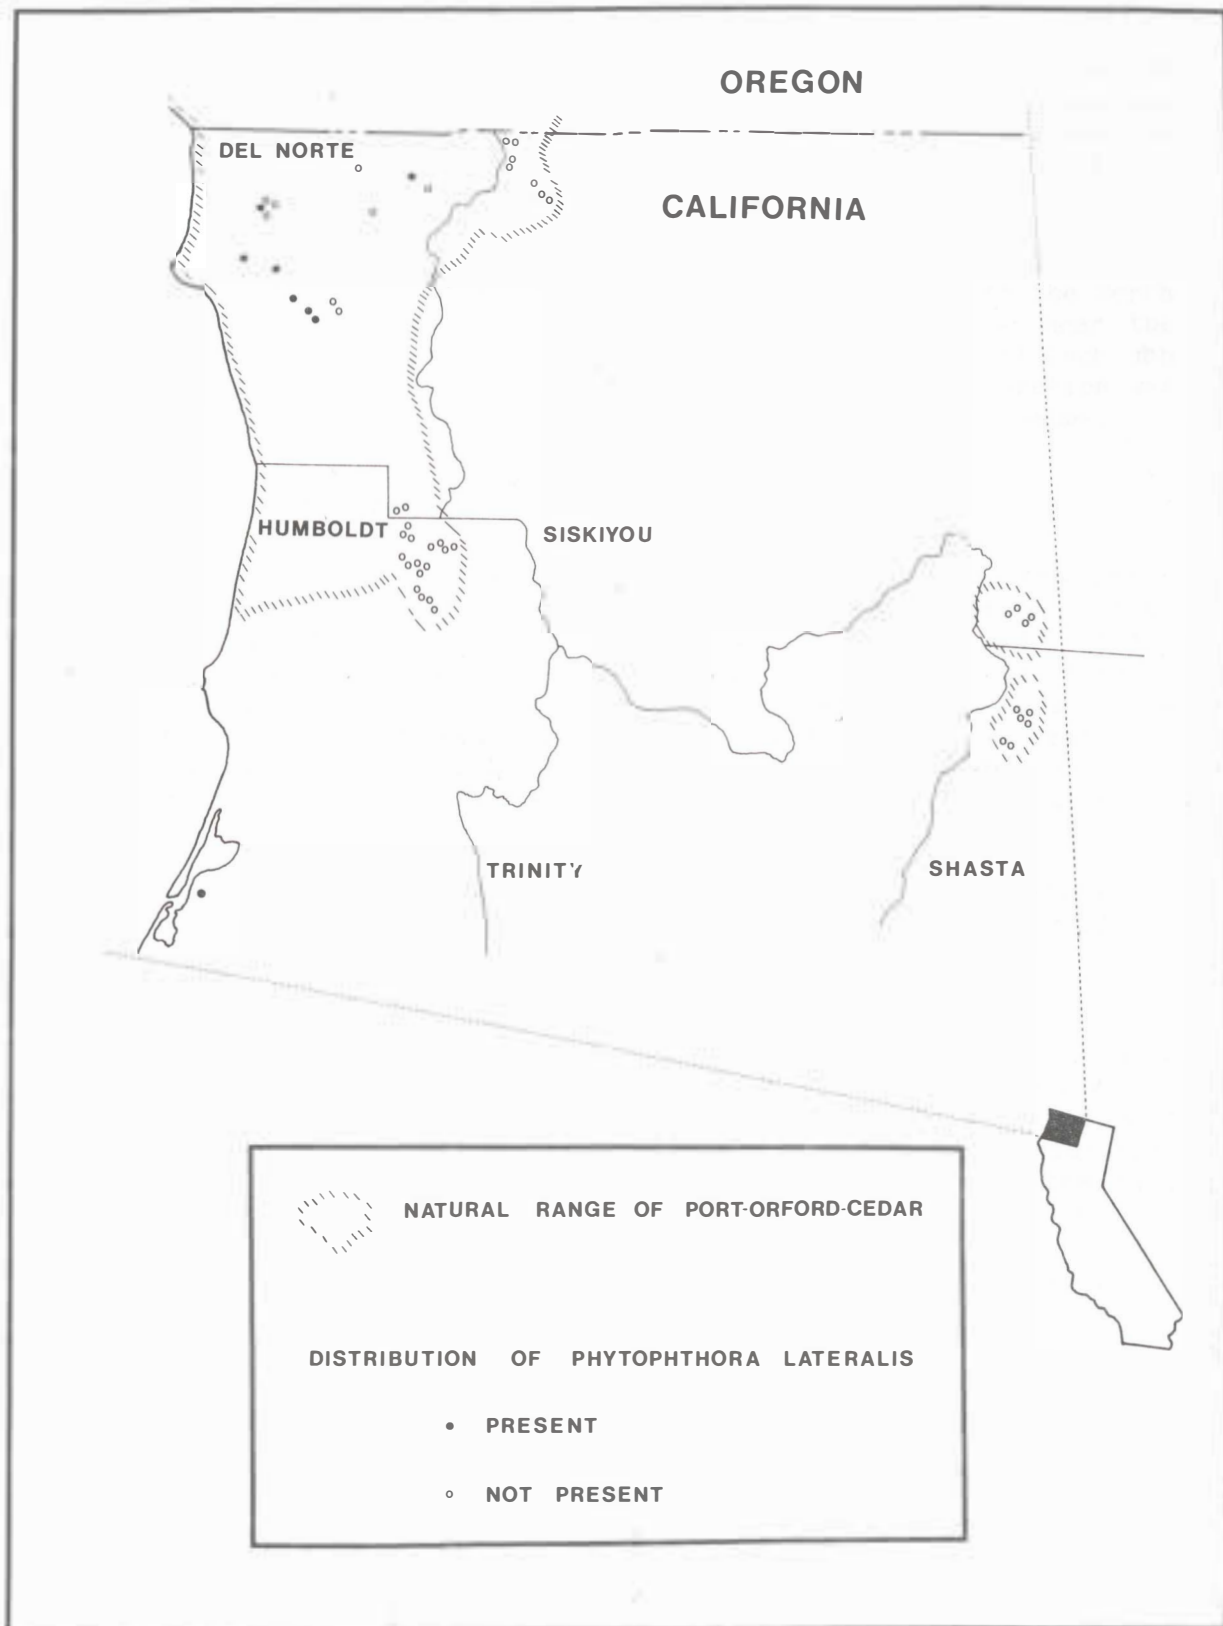 OREGON
DEL NORTE
CALIFORNIA
HUMBOLDT
SISKIYOU
TRINITY
SHASTA
NATURAL RANGE OF PORT-ORFORD-CEDAR
DISTRIBUTION OF PHYTOPHTHORA LATERALIS
PRESENT
NOT PRESENT